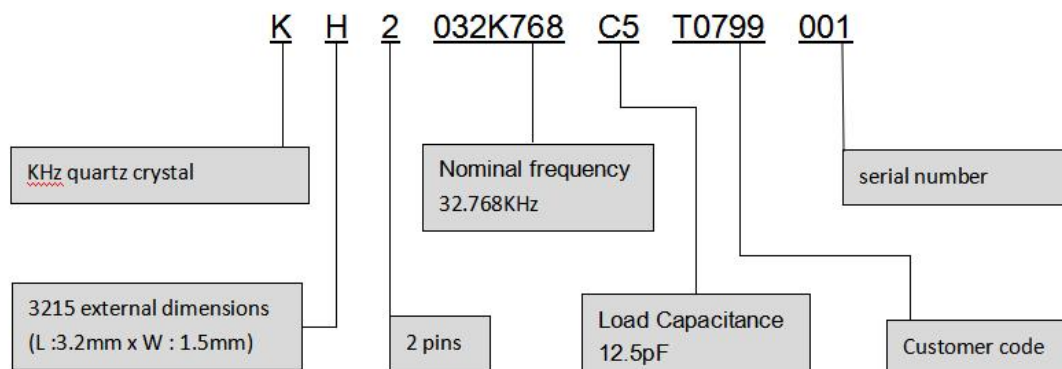 K H 2 032K768 C5 T0799 001
KHz quartz crystal
Nominal frequency
32.768KHz
serial number
3215 external dimensions
(L :3.2mm x W : 1.5mm)
2 pins
Load Capacitance
12.5pF
Customer code